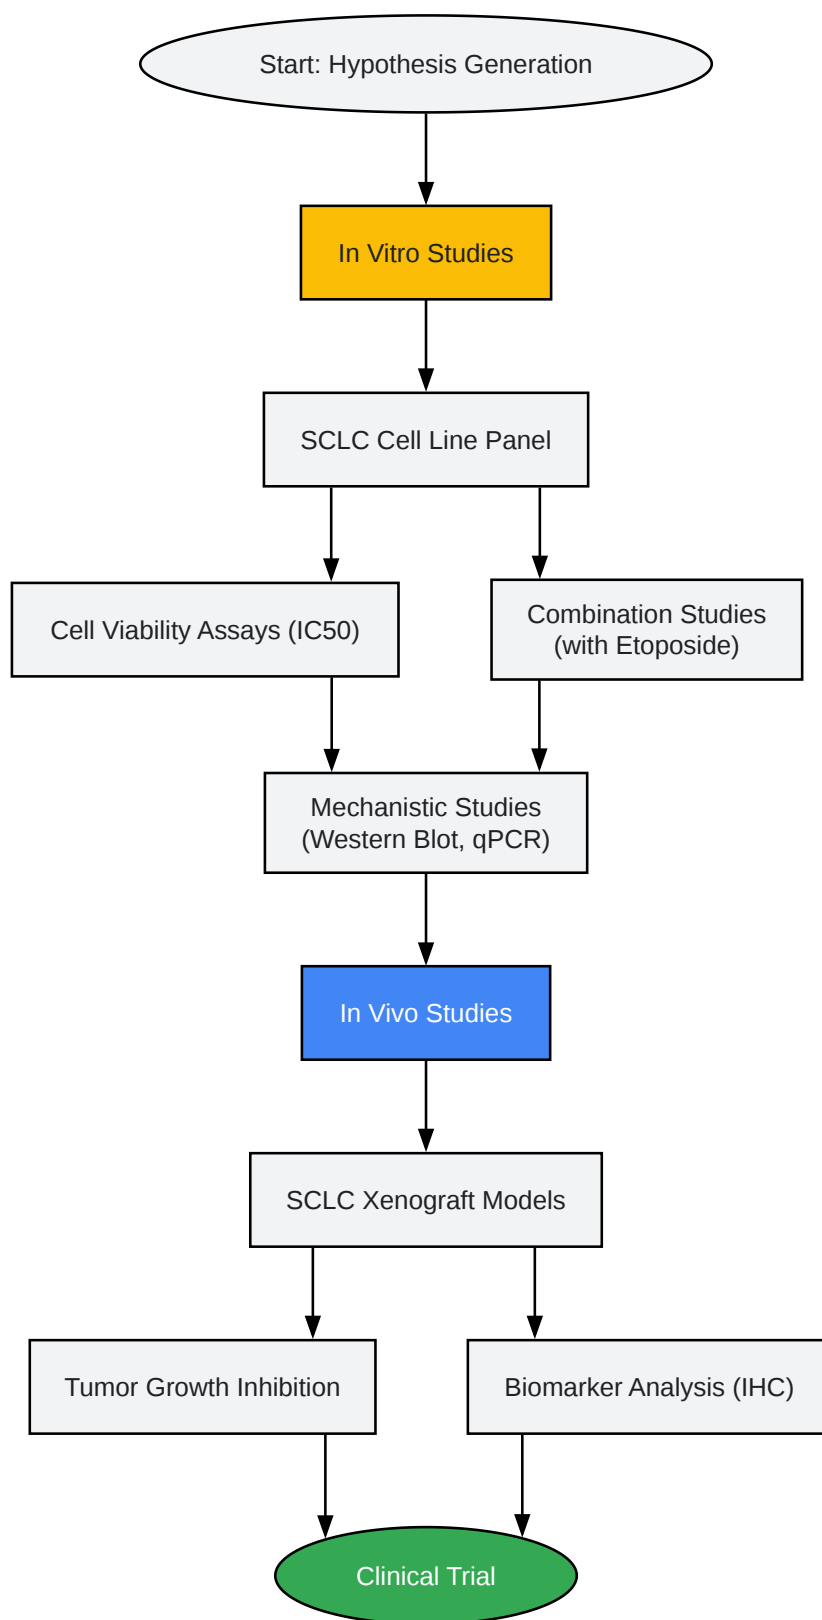 Start: Hypothesis Generation
In Vitro Studies
SCLC Cell Line Panel
Cell Viability Assays (IC50)
Combination Studies
(with Etoposide)
Mechanistic Studies
(Western Blot, qPCR)
In Vivo Studies
SCLC Xenograft Models
Tumor Growth Inhibition
Biomarker Analysis (IHC)
Clinical Trial